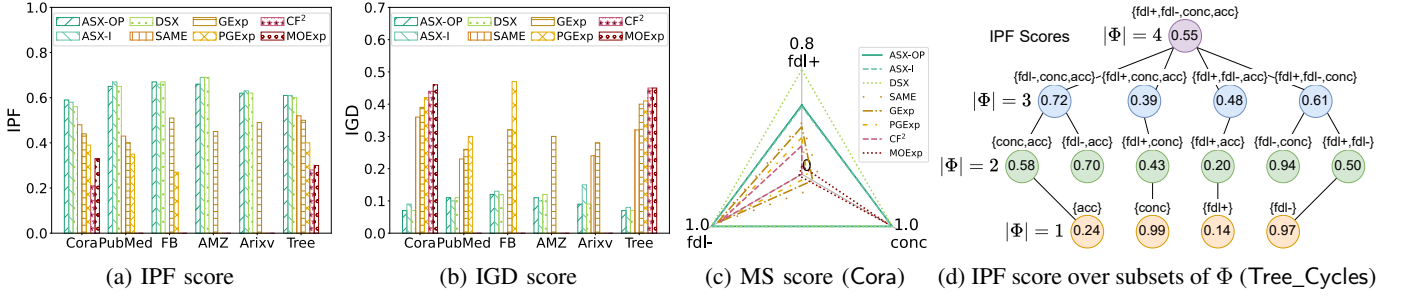 ASX-OP DSX GExp CF²
ASX-I SAME PGExp MOExp
IPF
1.0
0.8
0.6
0.4
0.2
0.0
Cora PubMed FB AMZ Arixv Tree
(a) IPF score
ASX-OP DSX GExp CF²
ASX-I SAME PGExp MOExp
IGD
0.7
0.6
0.5
0.4
0.3
0.2
0.1
0.0
Cora PubMed FB AMZ Arixv Tree
(b) IGD score
0.8
fdl+
ASX-OP
ASX-I
DSX
SAME
GExp
PGExp
CF²
MOExp
0
1.0
fdl-
1.0
conc
(c) MS score (Cora)
{fdl+,fdl-,conc,acc}
IPF Scores |Φ| = 4 0.55
{fdl-,conc,acc} {fdl+,conc,acc} {fdl+,fdl-,acc} {fdl+,fdl-,conc}
|Φ| = 3 0.72 0.39 0.48 0.61
{conc,acc} {fdl-,acc} {fdl+,conc} {fdl+,acc} {fdl-,conc} {fdl+,fdl-}
|Φ| = 2 0.58 0.70 0.43 0.20 0.94 0.50
{acc} {conc} {fdl+} {fdl-}
|Φ| = 1 0.24 0.99 0.14 0.97
(d) IPF score over subsets of Φ (Tree_Cycles)